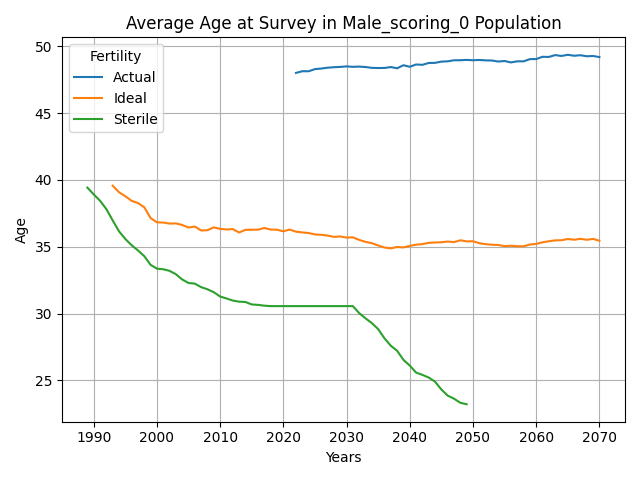 Average Age at Survey in Male_scoring_0 Population
Fertility
Actual
Ideal
Sterile
Age
50
45
40
35
30
25
1990 2000 2010 2020 2030 2040 2050 2060 2070
Years